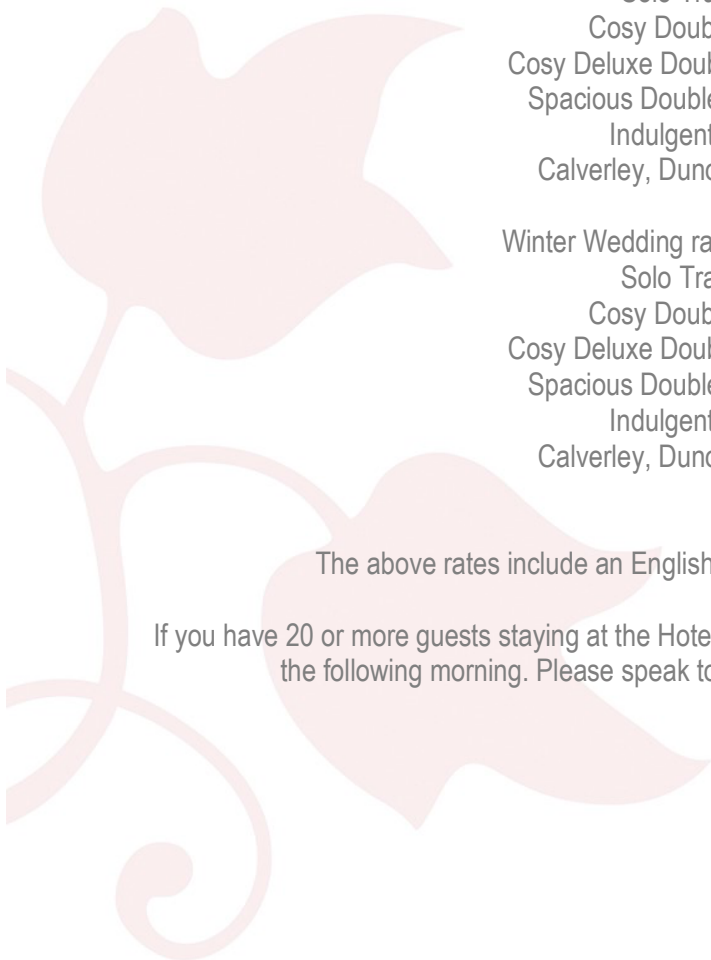 Cosy Doub
Cosy Deluxe Doub
Spacious Double
Indulgent
Calverley, Dunc
Winter Wedding ra
Solo Tra
Cosy Doub
Cosy Deluxe Doub
Spacious Double
Indulgent
Calverley, Dunc
The above rates include an English
If you have 20 or more guests staying at the Hote
the following morning. Please speak to